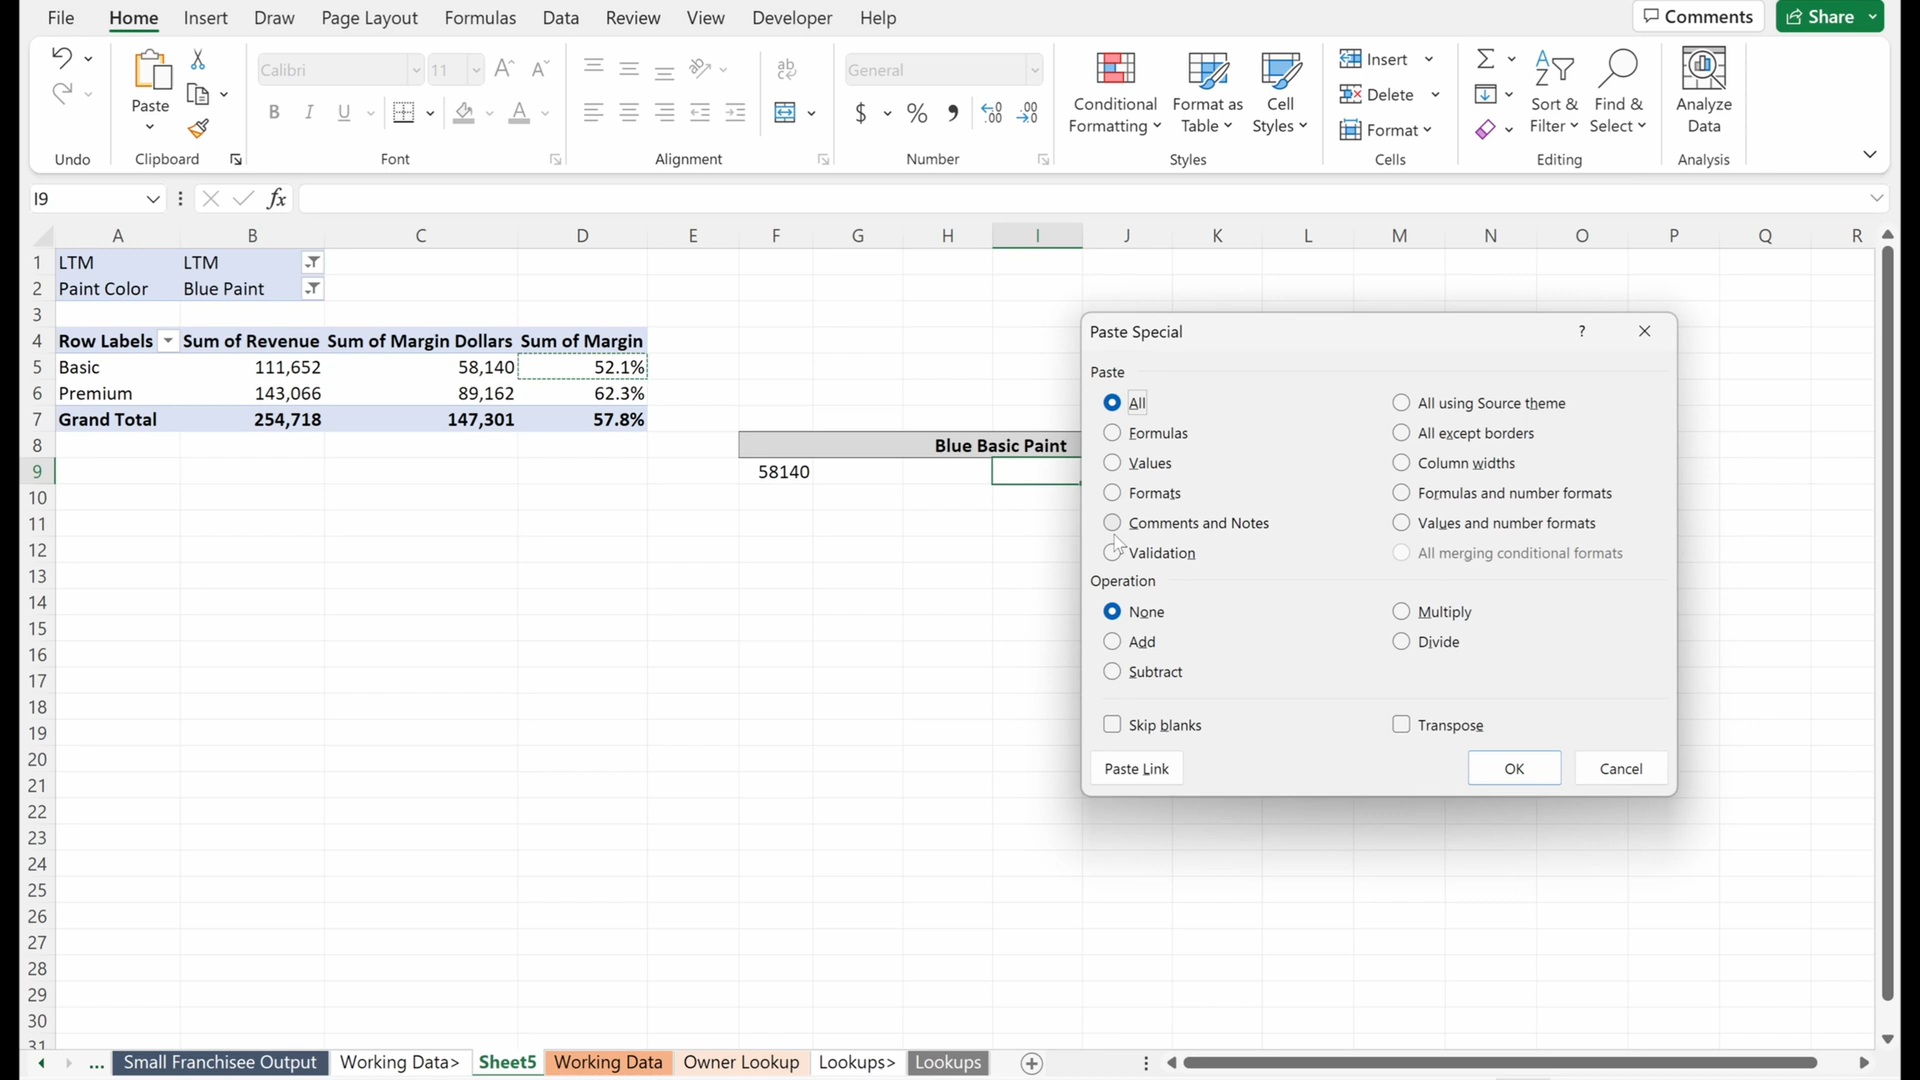 File Home Insert Draw Page Layout Formulas Data Review View Developer Help Comments Share
Calibri 11 General Insert
Paste Conditional Formatting Format as Table Cell Styles Delete Sort & Filter Find & Select Analyze Data
B I U $ % Format
Undo Clipboard Font Alignment Number Styles Cells Editing Analysis
I9 fx
A B C D E F G H I J K L M N O P Q R
1 LTM LTM
2 Paint Color Blue Paint
3
4 Row Labels Sum of Revenue Sum of Margin Dollars Sum of Margin
5 Basic 111,652 58,140 52.1%
6 Premium 143,066 89,162 62.3%
7 Grand Total 254,718 147,301 57.8%
8 Blue Basic Paint
9 58140
10
11
12
13
14
15
16
17
18
19
20
21
22
23
24
25
26
27
28
29
30
31
Paste Special ?
Paste
All All using Source theme
Formulas All except borders
Values Column widths
Formats Formulas and number formats
Comments and Notes Values and number formats
Validation All merging conditional formats
Operation
None Multiply
Add Divide
Subtract
Skip blanks Transpose
Paste Link OK Cancel
... Small Franchisee Output Working Data> Sheet5 Working Data Owner Lookup Lookups> Lookups